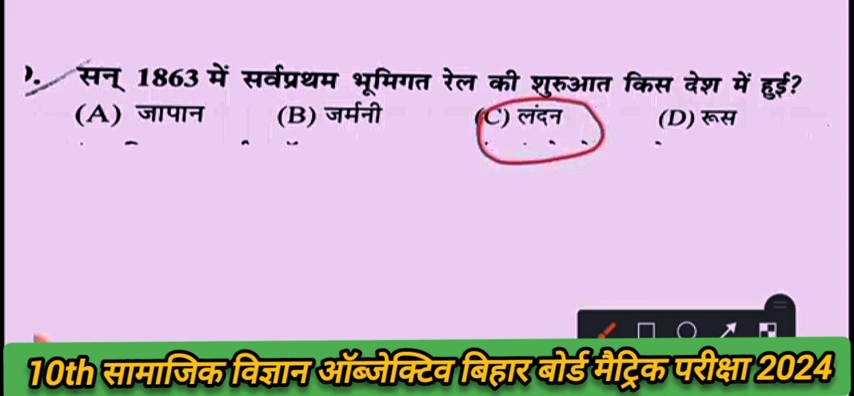 सन् 1863 में सर्वप्रथम भूमिगत रेल की शुरुआत किस देश में हुई?
(A) जापान (B) जर्मनी (C) लंदन (D) रूस
10th सामाजिक विज्ञान ऑब्जेक्टिव बिहार बोर्ड मैट्रिक परीक्षा 2024